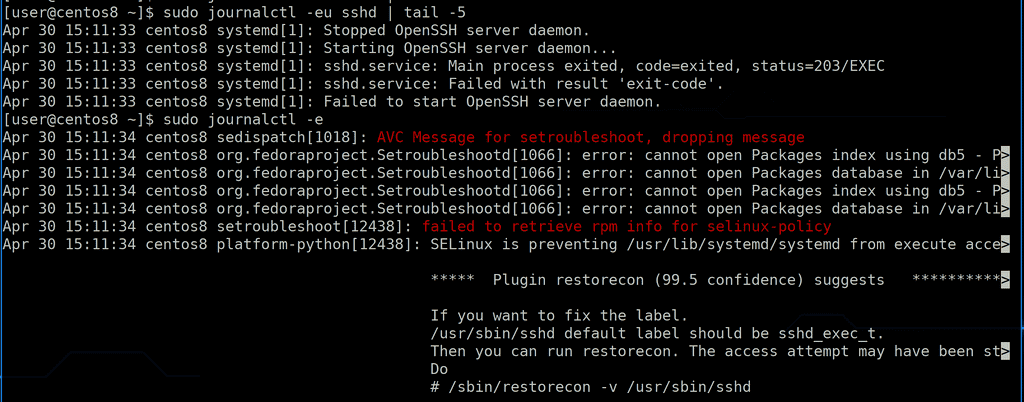 [user@centos8 ~]$ sudo journalctl -eu sshd | tail -5
Apr 30 15:11:33 centos8 systemd[1]: Stopped OpenSSH server daemon.
Apr 30 15:11:33 centos8 systemd[1]: Starting OpenSSH server daemon...
Apr 30 15:11:33 centos8 systemd[1]: sshd.service: Main process exited, code=exited, status=203/EXEC
Apr 30 15:11:33 centos8 systemd[1]: sshd.service: Failed with result 'exit-code'.
Apr 30 15:11:33 centos8 systemd[1]: Failed to start OpenSSH server daemon.
[user@centos8 ~]$ sudo journalctl -e
Apr 30 15:11:34 centos8 sedispatch[1018]: AVC Message for setroubleshoot, dropping message
Apr 30 15:11:34 centos8 org.fedoraproject.Setroubleshootd[1066]: error: cannot open Packages index using db5 - P>
Apr 30 15:11:34 centos8 org.fedoraproject.Setroubleshootd[1066]: error: cannot open Packages database in /var/li>
Apr 30 15:11:34 centos8 org.fedoraproject.Setroubleshootd[1066]: error: cannot open Packages index using db5 - P>
Apr 30 15:11:34 centos8 org.fedoraproject.Setroubleshootd[1066]: error: cannot open Packages database in /var/li>
Apr 30 15:11:34 centos8 setroubleshoot[12438]: failed to retrieve rpm info for selinux-policy
Apr 30 15:11:34 centos8 platform-python[12438]: SELinux is preventing /usr/lib/systemd/systemd from execute acce>
*****  Plugin restorecon (99.5 confidence) suggests   **********>
If you want to fix the label.
/usr/sbin/sshd default label should be sshd_exec_t.
Then you can run restorecon. The access attempt may have been st>
Do
# /sbin/restorecon -v /usr/sbin/sshd